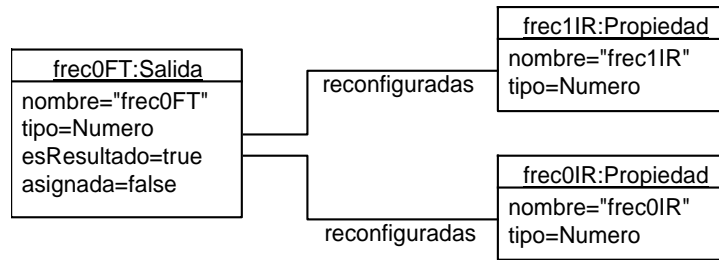 frec0FT:Salida
nombre="frec0FT"
tipo=Numero
esResultado=true
asignada=false
reconfiguradas
frec1IR:Propiedad
nombre="frec1IR"
tipo=Numero
reconfiguradas
frec0IR:Propiedad
nombre="frec0IR"
tipo=Numero